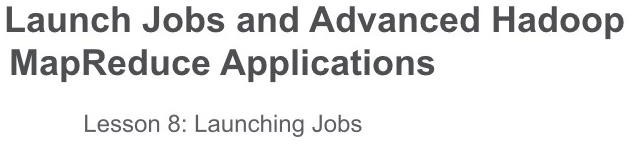 Launch Jobs and Advanced Hadoop
MapReduce Applications
Lesson 8: Launching Jobs